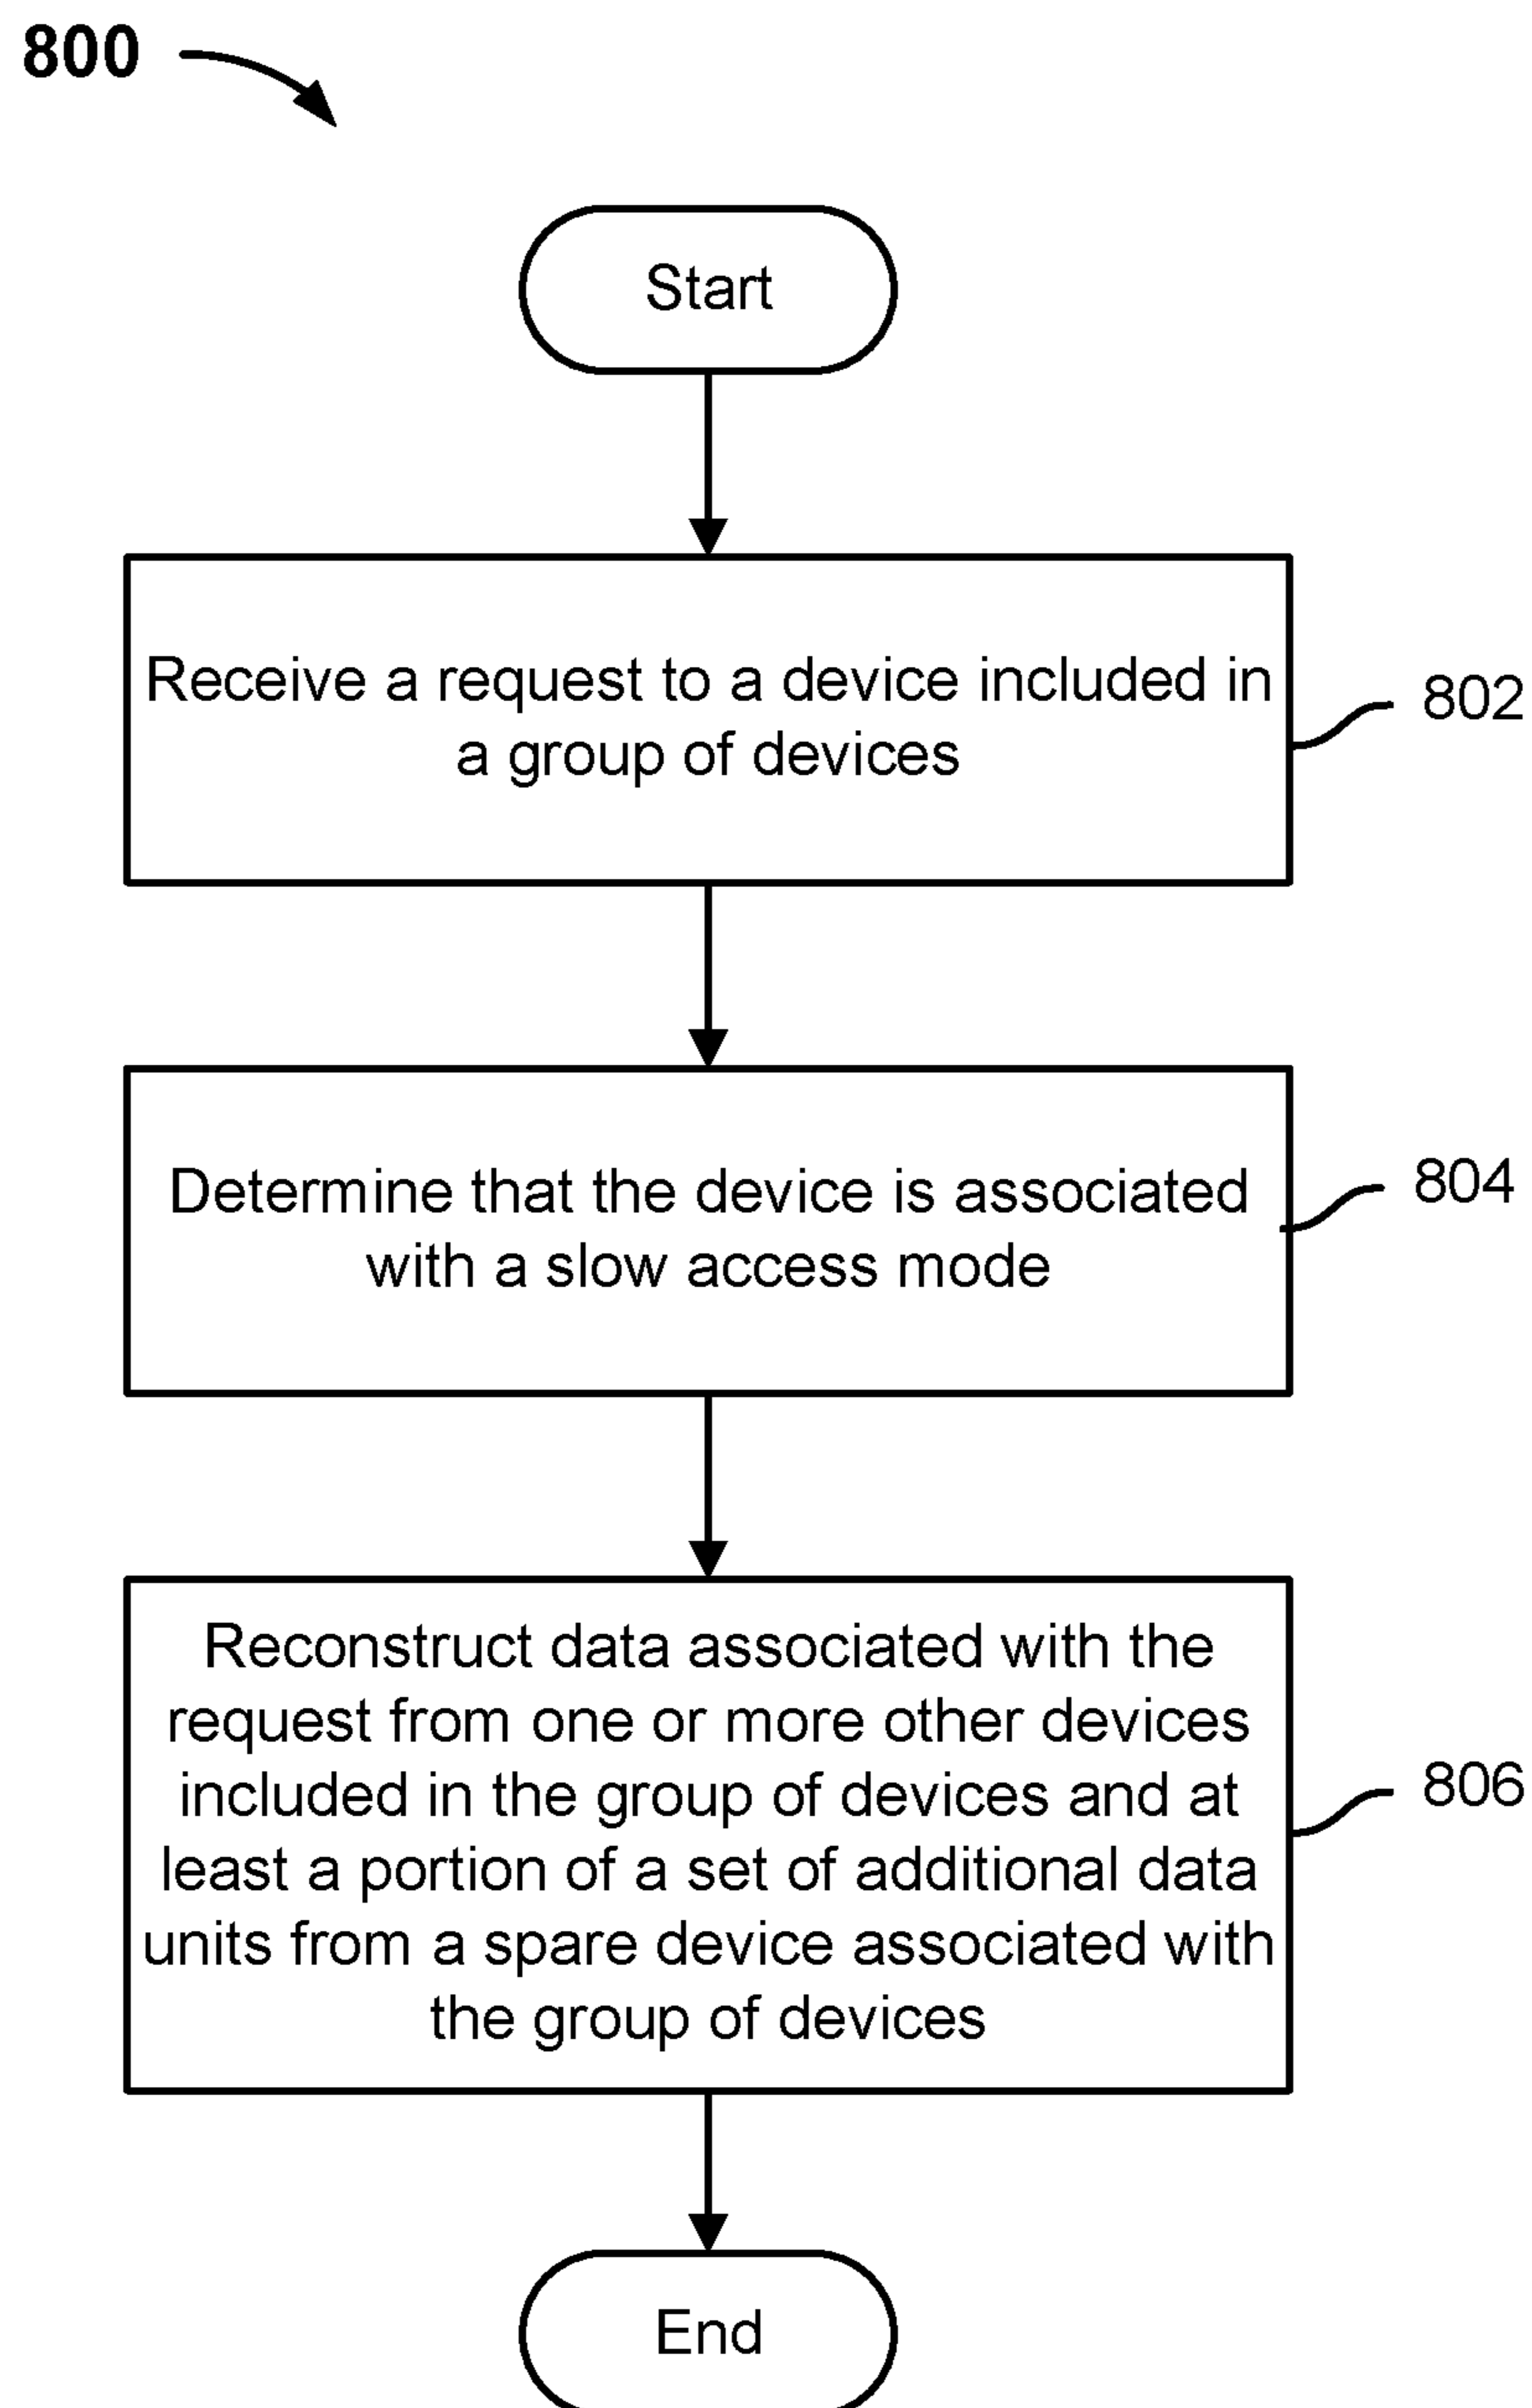 800
Start
Receive a request to a device included in
a group of devices
802
Determine that the device is associated
with a slow access mode
804
Reconstruct data associated with the
request from one or more other devices
included in the group of devices and at
least a portion of a set of additional data
units from a spare device associated with
the group of devices
806
End